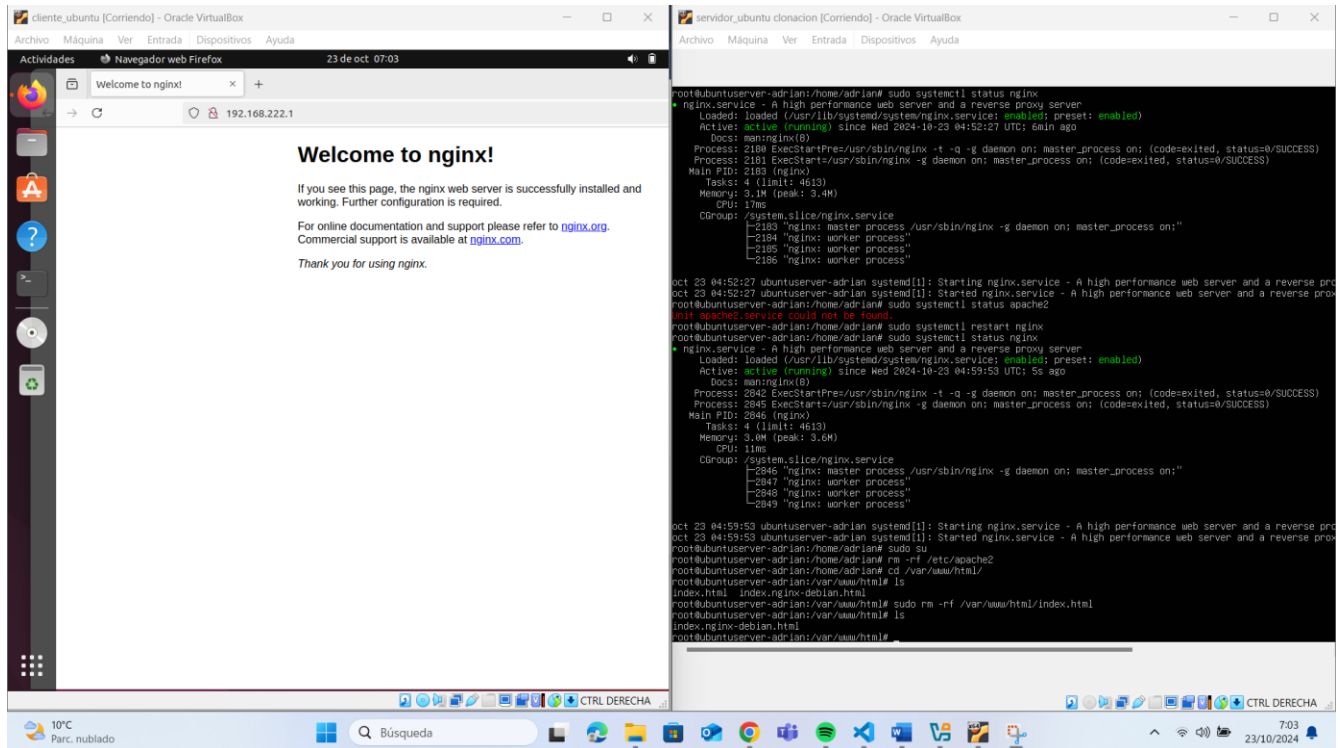 cliente_ubuntu [Corriendo] - Oracle VirtualBox
Archivo Máquina Ver Entrada Dispositivos Ayuda
Actividades Navegador web Firefox 23 de oct 07:03
Welcome to nginx!
192.168.222.1
Welcome to nginx!
If you see this page, the nginx web server is successfully installed and
working. Further configuration is required.
For online documentation and support please refer to nginx.org.
Commercial support is available at nginx.com.
Thank you for using nginx.
CTRL DERECHA
servidor_ubuntu clonacion [Corriendo] - Oracle VirtualBox
Archivo Máquina Ver Entrada Dispositivos Ayuda
root@ubuntuserver-adrian:/home/adrian# sudo systemctl status nginx
● nginx.service - A high performance web server and a reverse proxy server
Loaded: loaded (/usr/lib/systemd/system/nginx.service; enabled; preset: enabled)
Active: active (running) since Wed 2024-10-23 04:52:27 UTC; 6min ago
Docs: man:nginx(8)
Process: 2180 ExecStartPre=/usr/sbin/nginx -t -q -g daemon on; master_process on; (code=exited, status=0/SUCCESS)
Process: 2181 ExecStart=/usr/sbin/nginx -g daemon on; master_process on; (code=exited, status=0/SUCCESS)
Main PID: 2183 (nginx)
Tasks: 4 (limit: 4613)
Memory: 3.1M (peak: 3.4M)
CPU: 17ms
CGroup: /system.slice/nginx.service
├─2183 "nginx: master process /usr/sbin/nginx -g daemon on; master_process on;"
├─2184 "nginx: worker process"
├─2185 "nginx: worker process"
└─2186 "nginx: worker process"
oct 23 04:52:27 ubuntuserver-adrian systemd[1]: Starting nginx.service - A high performance web server and a reverse pro
oct 23 04:52:27 ubuntuserver-adrian systemd[1]: Started nginx.service - A high performance web server and a reverse prox
root@ubuntuserver-adrian:/home/adrian# sudo systemctl status apache2
Unit apache2.service could not be found.
root@ubuntuserver-adrian:/home/adrian# sudo systemctl restart nginx
root@ubuntuserver-adrian:/home/adrian# sudo systemctl status nginx
● nginx.service - A high performance web server and a reverse proxy server
Loaded: loaded (/usr/lib/systemd/system/nginx.service; enabled; preset: enabled)
Active: active (running) since Wed 2024-10-23 04:59:53 UTC; 5s ago
Docs: man:nginx(8)
Process: 2842 ExecStartPre=/usr/sbin/nginx -t -q -g daemon on; master_process on; (code=exited, status=0/SUCCESS)
Process: 2845 ExecStart=/usr/sbin/nginx -g daemon on; master_process on; (code=exited, status=0/SUCCESS)
Main PID: 2846 (nginx)
Tasks: 4 (limit: 4613)
Memory: 3.0M (peak: 3.6M)
CPU: 11ms
CGroup: /system.slice/nginx.service
├─2846 "nginx: master process /usr/sbin/nginx -g daemon on; master_process on;"
├─2847 "nginx: worker process"
├─2848 "nginx: worker process"
└─2849 "nginx: worker process"
oct 23 04:59:53 ubuntuserver-adrian systemd[1]: Starting nginx.service - A high performance web server and a reverse pro
oct 23 04:59:53 ubuntuserver-adrian systemd[1]: Started nginx.service - A high performance web server and a reverse prox
root@ubuntuserver-adrian:/home/adrian# sudo su
root@ubuntuserver-adrian:/home/adrian# rm -rf /etc/apache2
root@ubuntuserver-adrian:/home/adrian# cd /var/www/html/
root@ubuntuserver-adrian:/var/www/html# ls
index.html index.nginx-debian.html
root@ubuntuserver-adrian:/var/www/html# sudo rm -rf /var/www/html/index.html
root@ubuntuserver-adrian:/var/www/html# ls
index.nginx-debian.html
root@ubuntuserver-adrian:/var/www/html# _
CTRL DERECHA
10°C
Parc. nublado
Búsqueda
7:03
23/10/2024